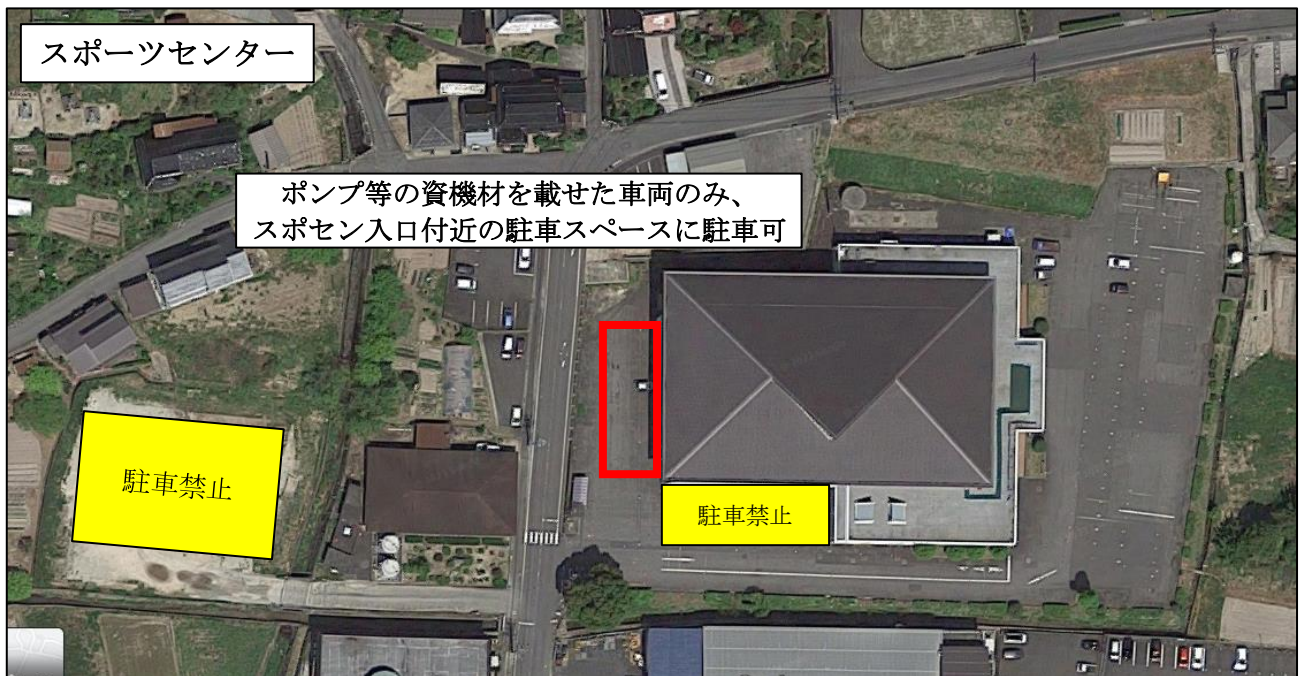 スポーツセンター
ポンプ等の資機材を載せた車両のみ、
スポセン入口付近の駐車スペースに駐車可
駐車禁止
駐車禁止